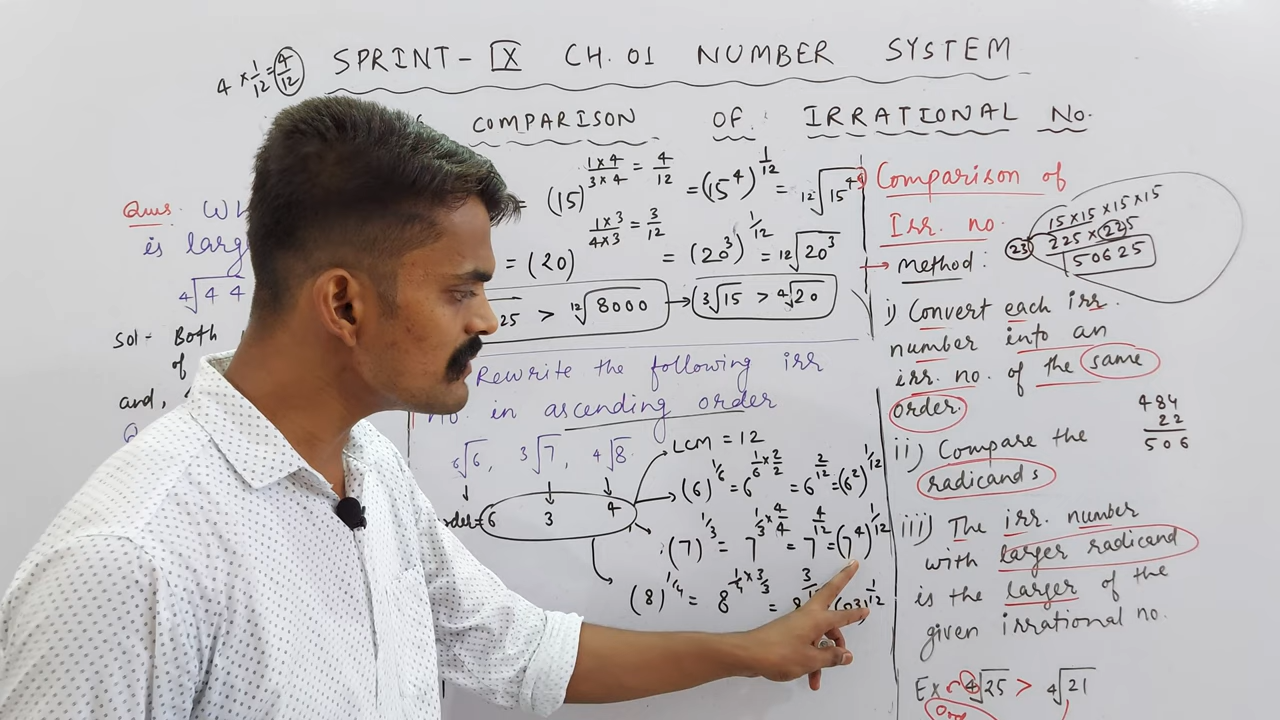 4 × 1/12 = 4/12
SPRINT - IX CH. 01 NUMBER SYSTEM
COMPARISON OF IRRATIONAL No.
Ques. Wh
is larg
⁴√44
Sol - Both
of
and,
= (15)^(1×4/3×4 = 4/12) = (15⁴)^(1/12) = ¹²√15⁴
= (20)^(1×3/4×3 = 3/12) = (20³)^(1/12) = ¹²√20³
25 > ¹²√8000 → ³√15 > ⁴√20
Rewrite the following irr
no in ascending order
⁶√6, ³√7, ⁴√8
der = 6 3 4
LCM = 12
(6)^(1/6) = 6^(1/6 × 2/2) = 6^(2/12) = (6²)^(1/12)
(7)^(1/3) = 7^(1/3 × 4/4) = 7^(4/12) = (7⁴)^(1/12)
(8)^(1/4) = 8^(1/4 × 3/3) = 8^(3/1 (83)^(1/12)
Comparison of
Irr. no.
→ method:
i) Convert each irr.
number into an
irr. no. of the same
order.
ii) Compare the
radicands
iii) The irr. number
with larger radicand
is the larger of the
given irrational no.
Ex → ⁴√25 > ⁴√21
15×15×15×15
23 225 × 225
50625
484
22
506